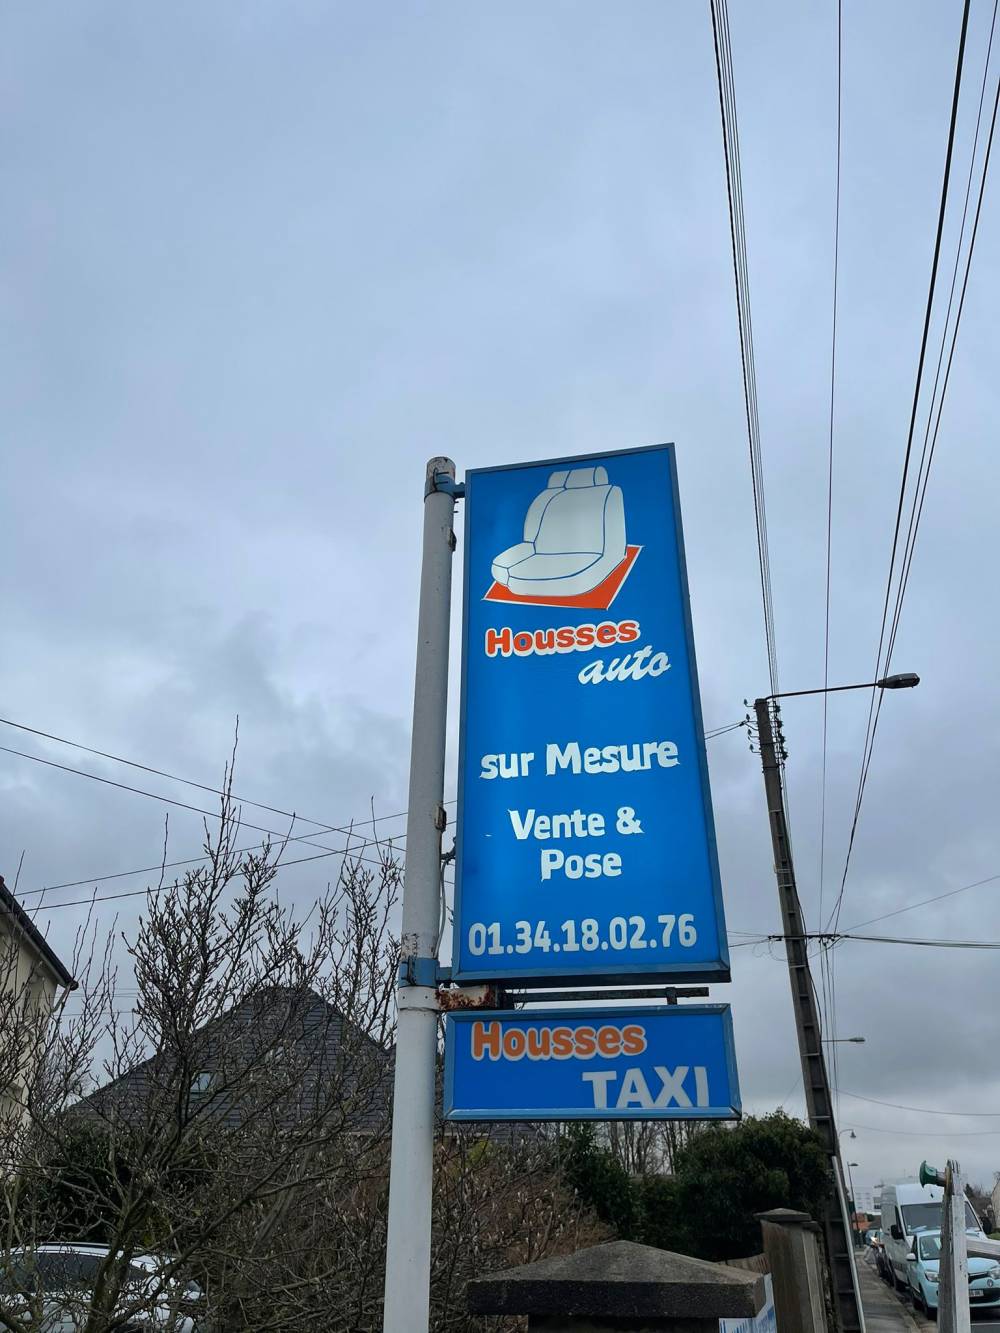 Housses
auto
sur Mesure
Vente &
Pose
01.34.18.02.76
Housses
TAXI